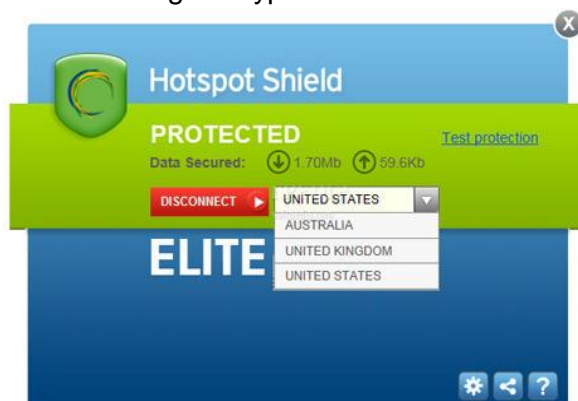 Hotspot Shield
PROTECTED
Test protection
Data Secured: 1.70Mb 59.6Kb
DISCONNECT UNITED STATES
AUSTRALIA
UNITED KINGDOM
UNITED STATES
ELITE